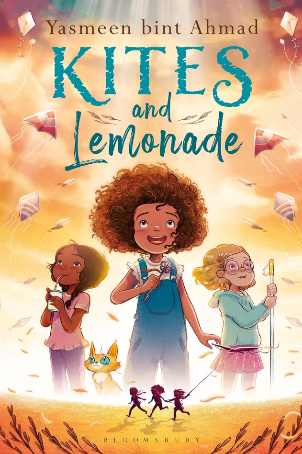 Yasmeen bint Ahmad
KITES
and
Lemonade
BLOOMSBURY